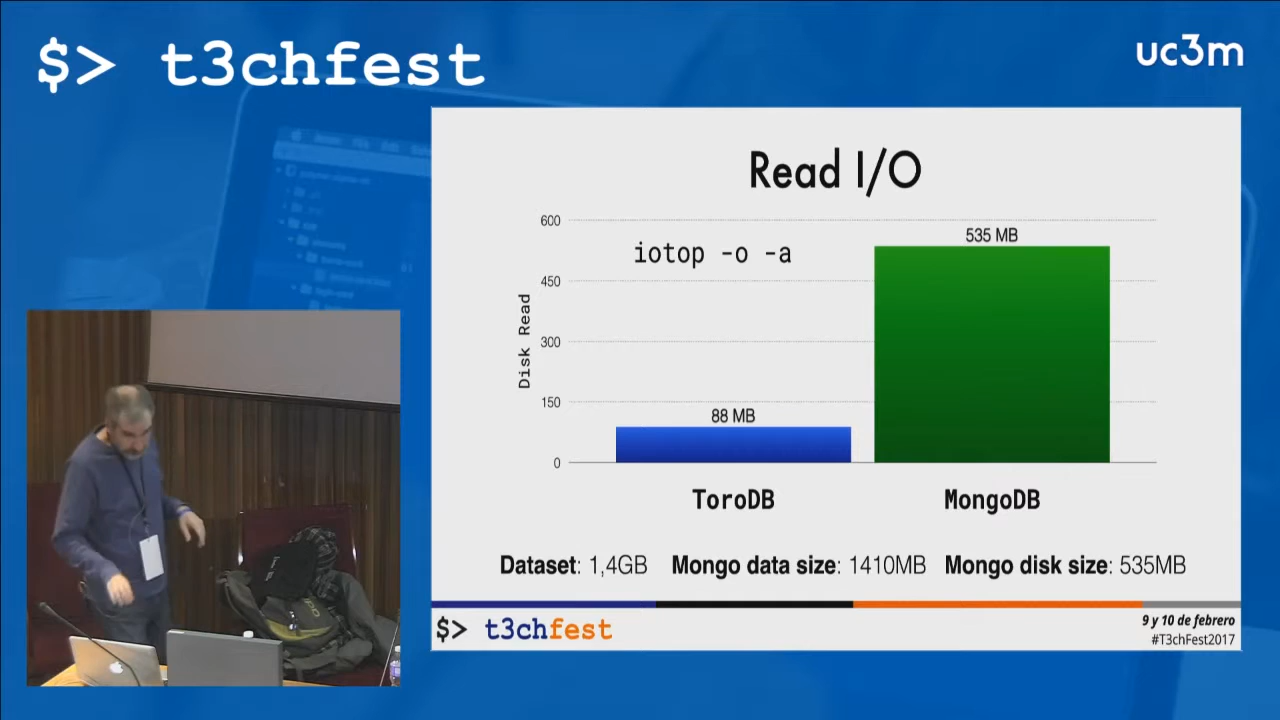 $> t3chfest
uc3m
Read I/O
600
450
300
150
0
Disk Read
iotop -o -a
88 MB
535 MB
ToroDB
MongoDB
Dataset: 1,4GB Mongo data size: 1410MB Mongo disk size: 535MB
$> t3chfest
9 y 10 de febrero
#T3chFest2017